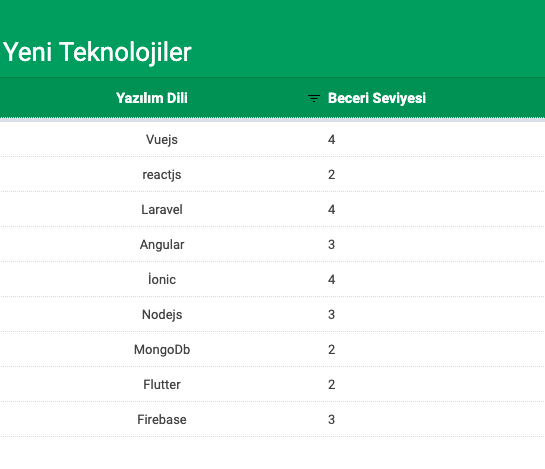 Yeni Teknolojiler
Yazılım Dili Beceri Seviyesi
Vuejs 4
reactjs 2
Laravel 4
Angular 3
İonic 4
Nodejs 3
MongoDb 2
Flutter 2
Firebase 3